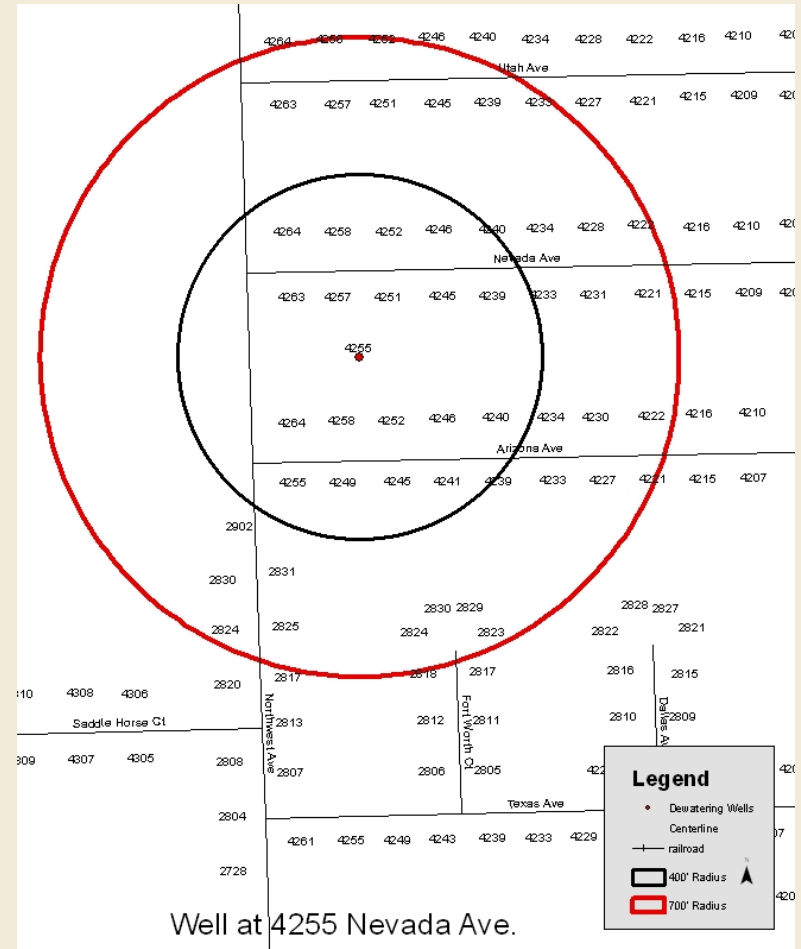 4264 4258 4252 4246 4240 4234 4228 4222 4216 4210
Utah Ave
4263 4257 4251 4245 4239 4233 4227 4221 4215 4209
4264 4258 4252 4246 4240 4234 4228 4222 4216 4210
Nevada Ave
4263 4257 4251 4245 4239 4233 4231 4221 4215 4209
4255
4264 4258 4252 4246 4240 4234 4230 4222 4216 4210
Arizona Ave
4255 4249 4245 4241 4239 4233 4227 4221 4215 4207
2902
2830 2831
2830 2829 2828 2827
2824 2825 2824 2823 2822 2821
2820 2817 2818 2817 2816 2815
4308 4306
Saddle Horse Ct
Northwest Ave
Fort Worth Ct
2813 2812 2811 2810 2809
4307 4305 2808
2807 2806 2805
2804
Texas Ave
4261 4255 4249 4243 4239 4233 4229
2728
Legend
Dewatering Wells
Centerline
railroad
N
400' Radius
700' Radius
Well at 4255 Nevada Ave.